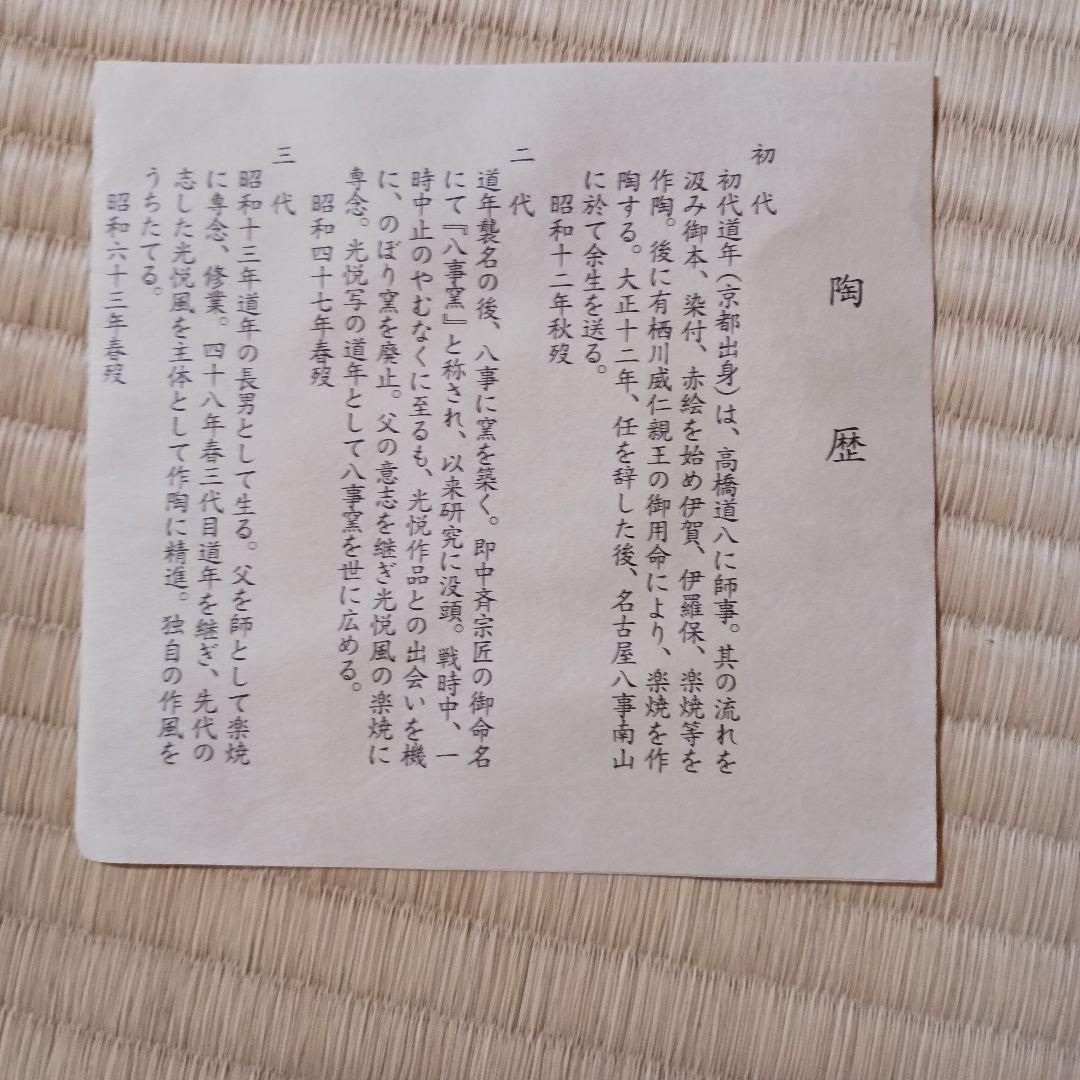 陶歴
初代
初代道年（京都出身）は、高橋道八に師事。其の流れを
汲み御本、染付、赤絵を始め伊賀、伊羅保、楽焼等を
作陶。後に有栖川威仁親王の御用命により、楽焼を作
陶する。大正十二年、任を辞した後、名古屋八事南山
に於て余生を送る。
昭和十二年秋歿
二代
道年襲名の後、八事に窯を築く。即中斉宗匠の御命名
にて『八事窯』と称され、以来研究に没頭。戦時中、一
時中止のやむなくに至るも、光悦作品との出会いを機
に、のぼり窯を廃止。父の意志を継ぎ光悦風の楽焼に
専念。光悦写の道年として八事窯を世に広める。
昭和四十七年春歿
三代
昭和十三年道年の長男として生る。父を師として楽焼
に専念、修業。四十八年春三代目道年を継ぎ、先代の
志した光悦風を主体として作陶に精進。独自の作風を
うちたてる。
昭和六十三年春歿